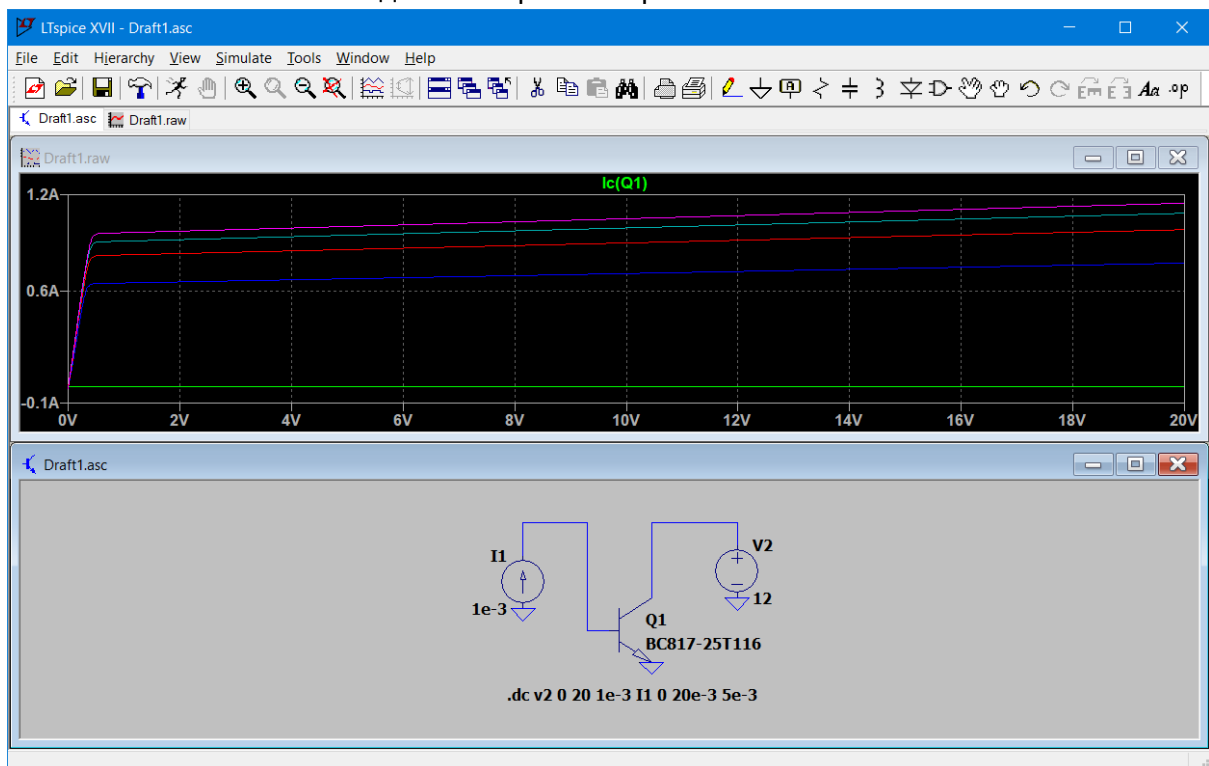 LTspice XVII - Draft1.asc
File Edit Hierarchy View Simulate Tools Window Help
Aa .op
Draft1.asc Draft1.raw
Draft1.raw
Ic(Q1)
1.2A
0.6A
-0.1A
0V 2V 4V 6V 8V 10V 12V 14V 16V 18V 20V
Draft1.asc
I1
1e-3
V2
12
Q1
BC817-25T116
.dc v2 0 20 1e-3 I1 0 20e-3 5e-3